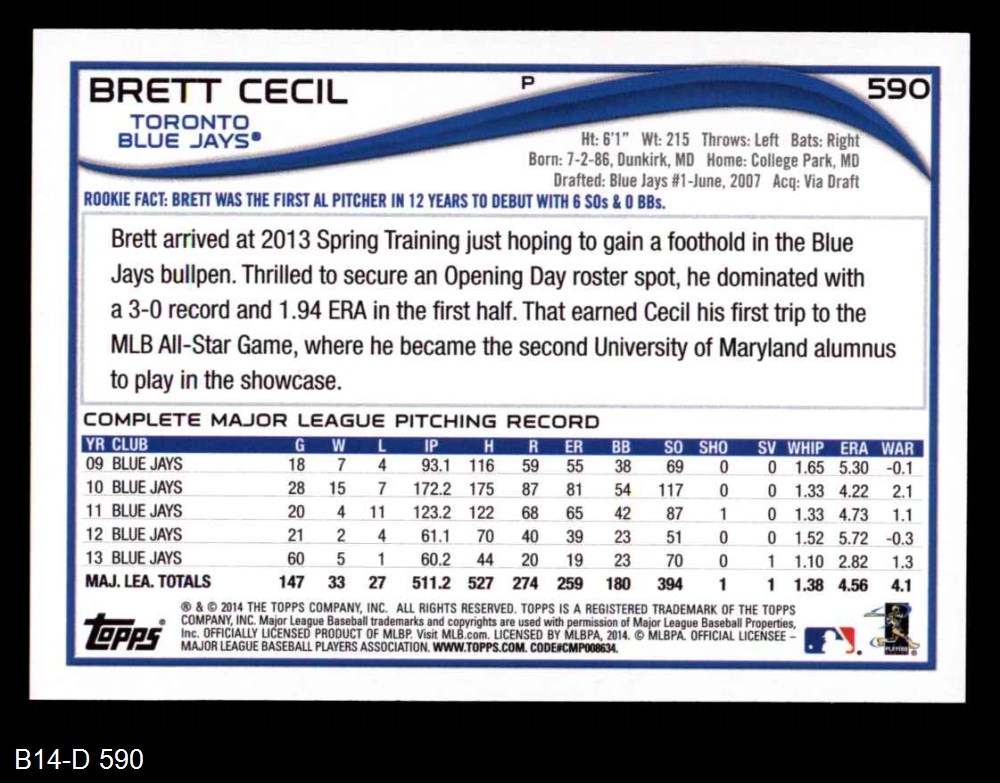 BRETT CECIL P 590
TORONTO
BLUE JAYS®
Ht: 6'1" Wt: 215 Throws: Left Bats: Right
Born: 7-2-86, Dunkirk, MD Home: College Park, MD
Drafted: Blue Jays #1-June, 2007 Acq: Via Draft
ROOKIE FACT: BRETT WAS THE FIRST AL PITCHER IN 12 YEARS TO DEBUT WITH 6 SOs & 0 BBs.
Brett arrived at 2013 Spring Training just hoping to gain a foothold in the Blue
Jays bullpen. Thrilled to secure an Opening Day roster spot, he dominated with
a 3-0 record and 1.94 ERA in the first half. That earned Cecil his first trip to the
MLB All-Star Game, where he became the second University of Maryland alumnus
to play in the showcase.
COMPLETE MAJOR LEAGUE PITCHING RECORD
YR CLUB G W L IP H R ER BB SO SHO SV WHIP ERA WAR
09 BLUE JAYS 18 7 4 93.1 116 59 55 38 69 0 0 1.65 5.30 -0.1
10 BLUE JAYS 28 15 7 172.2 175 87 81 54 117 0 0 1.33 4.22 2.1
11 BLUE JAYS 20 4 11 123.2 122 68 65 42 87 1 0 1.33 4.73 1.1
12 BLUE JAYS 21 2 4 61.1 70 40 39 23 51 0 0 1.52 5.72 -0.3
13 BLUE JAYS 60 5 1 60.2 44 20 19 23 70 0 1 1.10 2.82 1.3
MAJ. LEA. TOTALS 147 33 27 511.2 527 274 259 180 394 1 1 1.38 4.56 4.1
® & © 2014 THE TOPPS COMPANY, INC. ALL RIGHTS RESERVED. TOPPS IS A REGISTERED TRADEMARK OF THE TOPPS
COMPANY, INC. Major League Baseball trademarks and copyrights are used with permission of Major League Baseball Properties,
Inc. OFFICIALLY LICENSED PRODUCT OF MLBP. Visit MLB.com. LICENSED BY MLBPA, 2014. © MLBPA. OFFICIAL LICENSEE –
MAJOR LEAGUE BASEBALL PLAYERS ASSOCIATION. WWW.TOPPS.COM. CODE#CMP008634.
Topps®
PLAYERS
B14-D 590